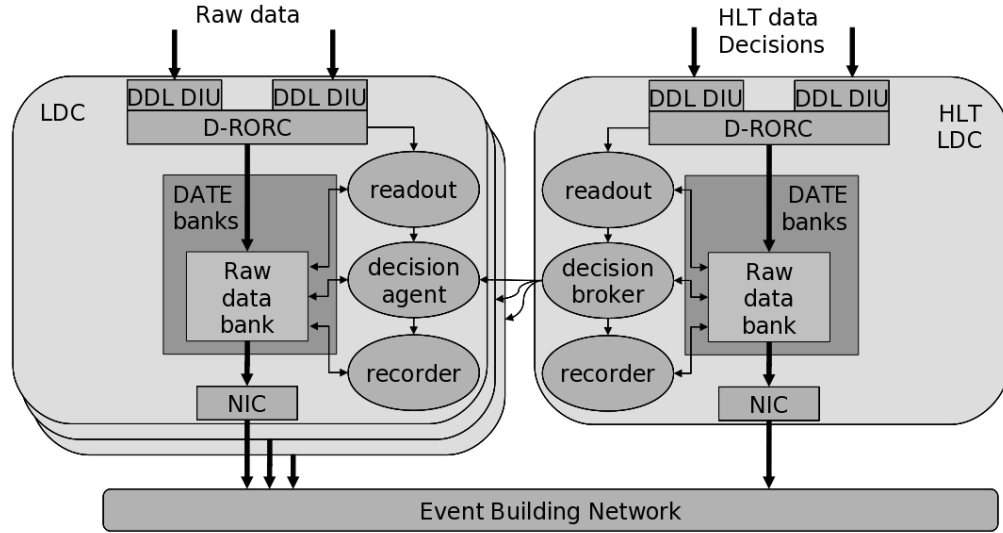 Raw data
HLT data
Decisions
LDC
DDL DIU
DDL DIU
D-RORC
DATE
banks
readout
Raw
data
bank
decision
agent
recorder
NIC
DDL DIU
DDL DIU
HLT
LDC
D-RORC
readout
DATE
banks
decision
broker
Raw
data
bank
recorder
NIC
Event Building Network